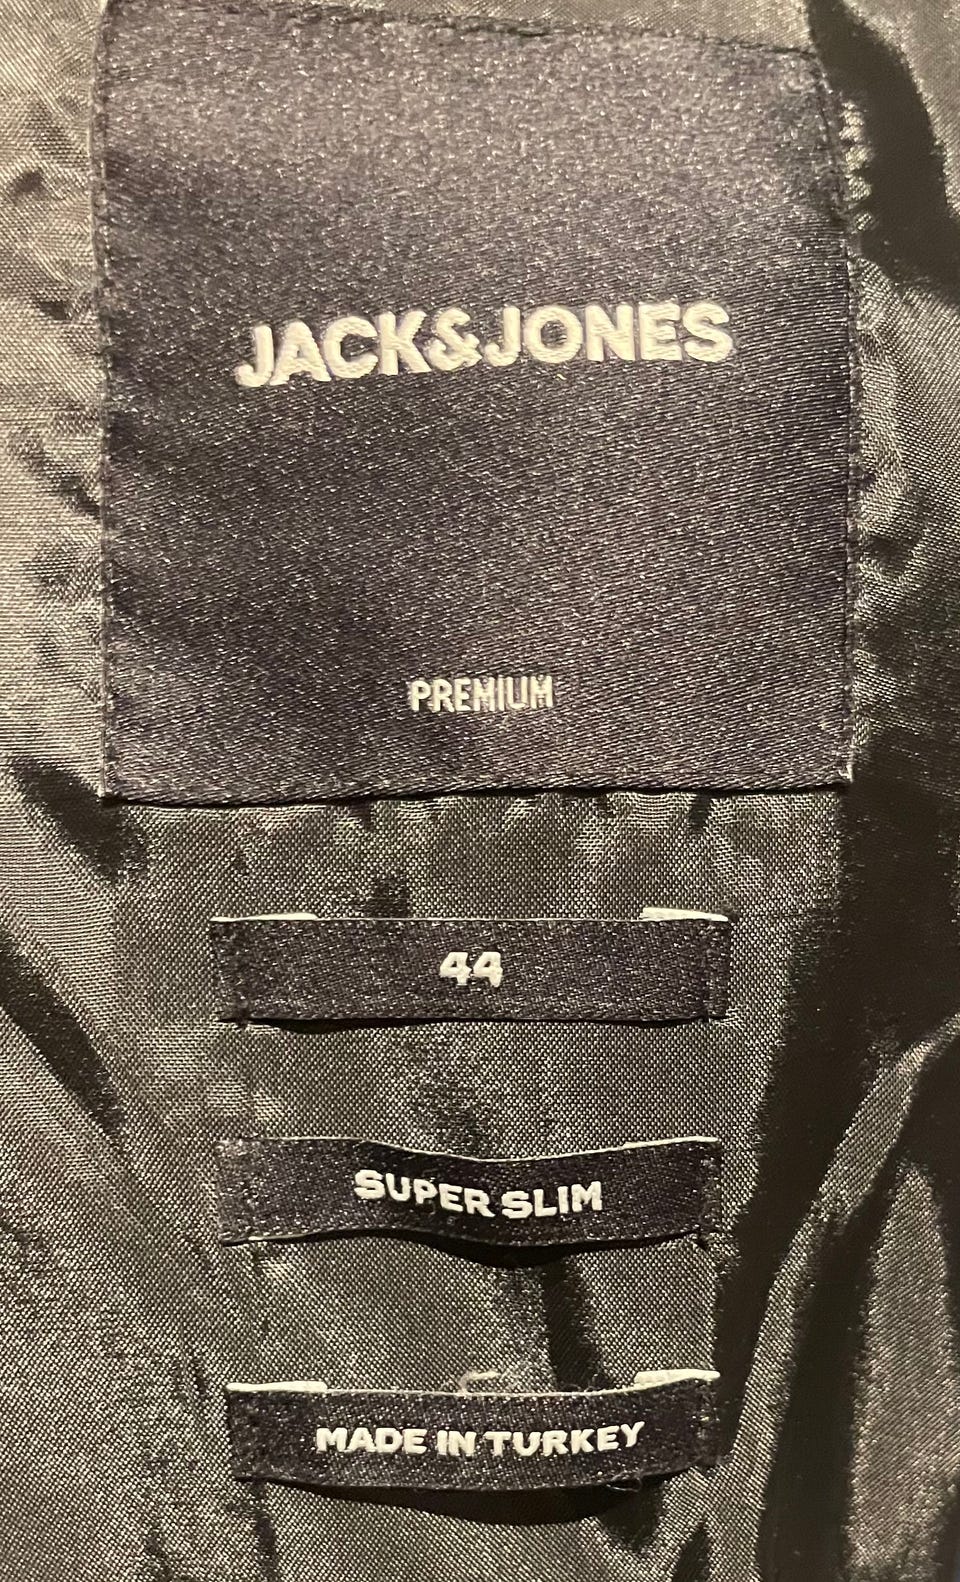 JACK&JONES
PREMIUM
44
SUPER SLIM
MADE IN TURKEY